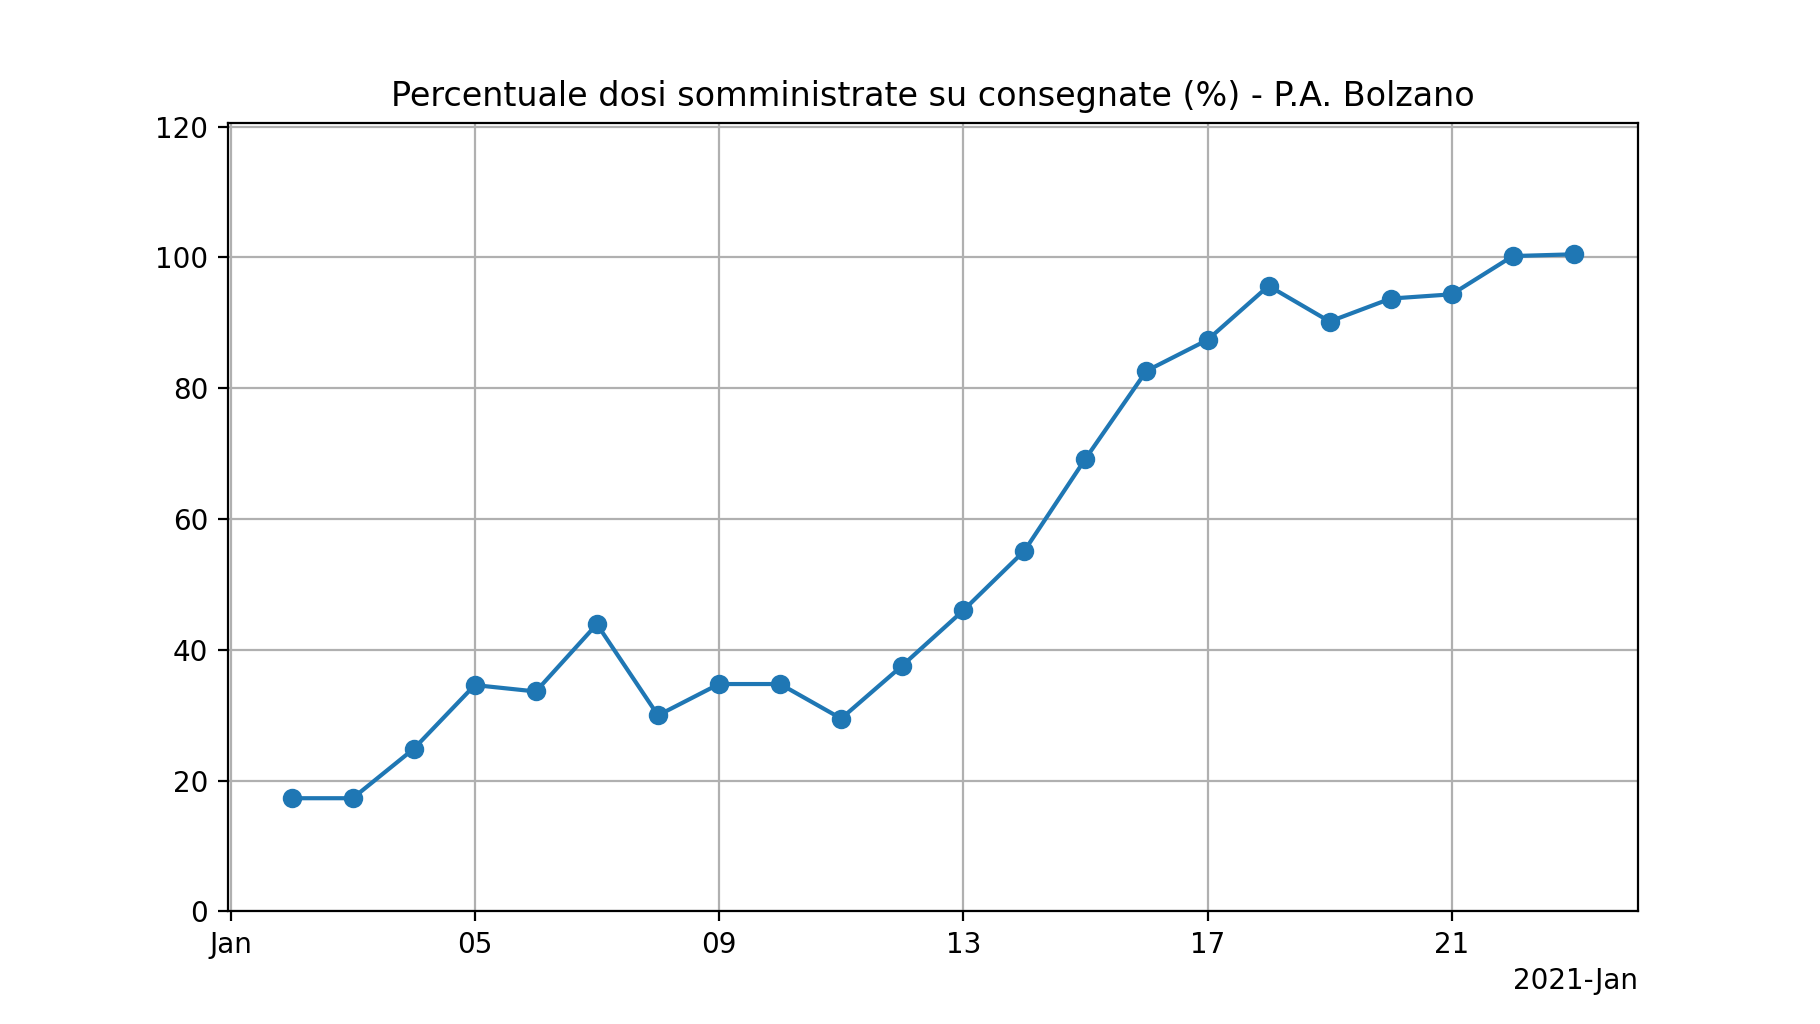 Percentuale dosi somministrate su consegnate (%) - P.A. Bolzano
120
100
80
60
40
20
0
Jan 05 09 13 17 21
2021-Jan